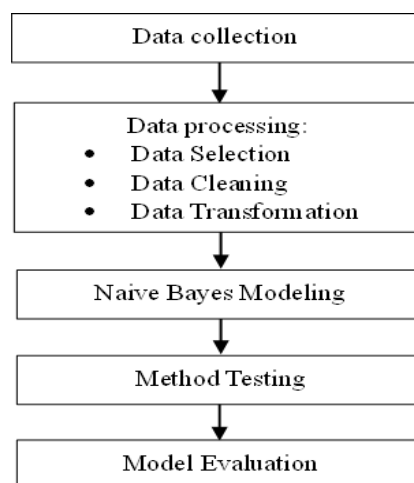 Data collection
Data processing:
• Data Selection
• Data Cleaning
• Data Transformation
Naive Bayes Modeling
Method Testing
Model Evaluation